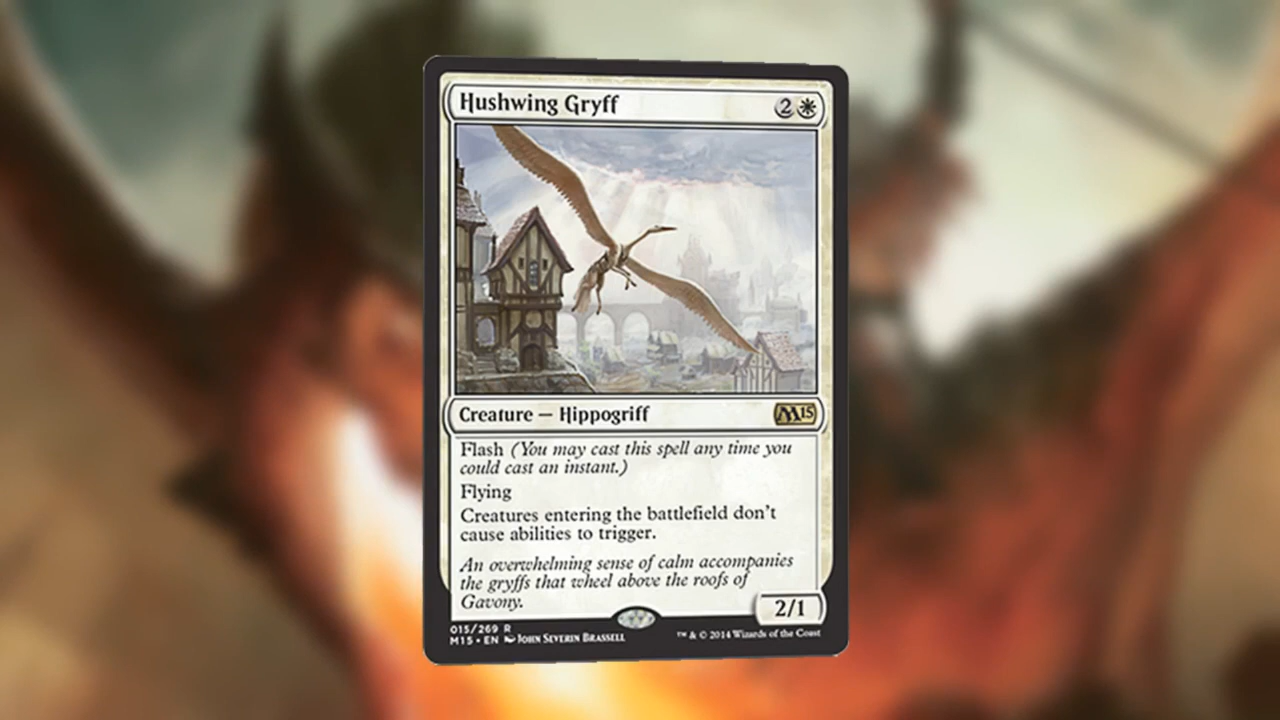 Hushwing Gryff 2
Creature — Hippogriff M15
Flash (You may cast this spell any time you
could cast an instant.)
Flying
Creatures entering the battlefield don't
cause abilities to trigger.
An overwhelming sense of calm accompanies
the gryffs that wheel above the roofs of
Gavony.
2/1
015/269 R
M15 • EN John Severin Brassell ™ & © 2014 Wizards of the Coast